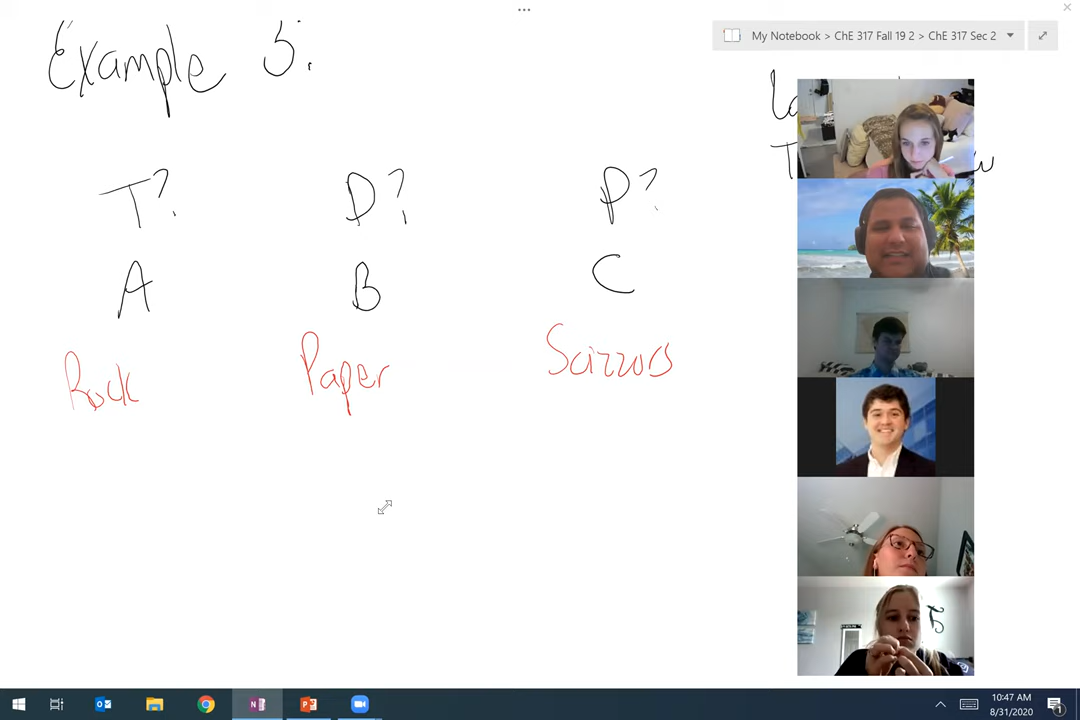 My Notebook > ChE 317 Fall 19 2 > ChE 317 Sec 2
Example 5.
T? D? P?
A B C
Rock Paper Scizzors
10:47 AM
8/31/2020